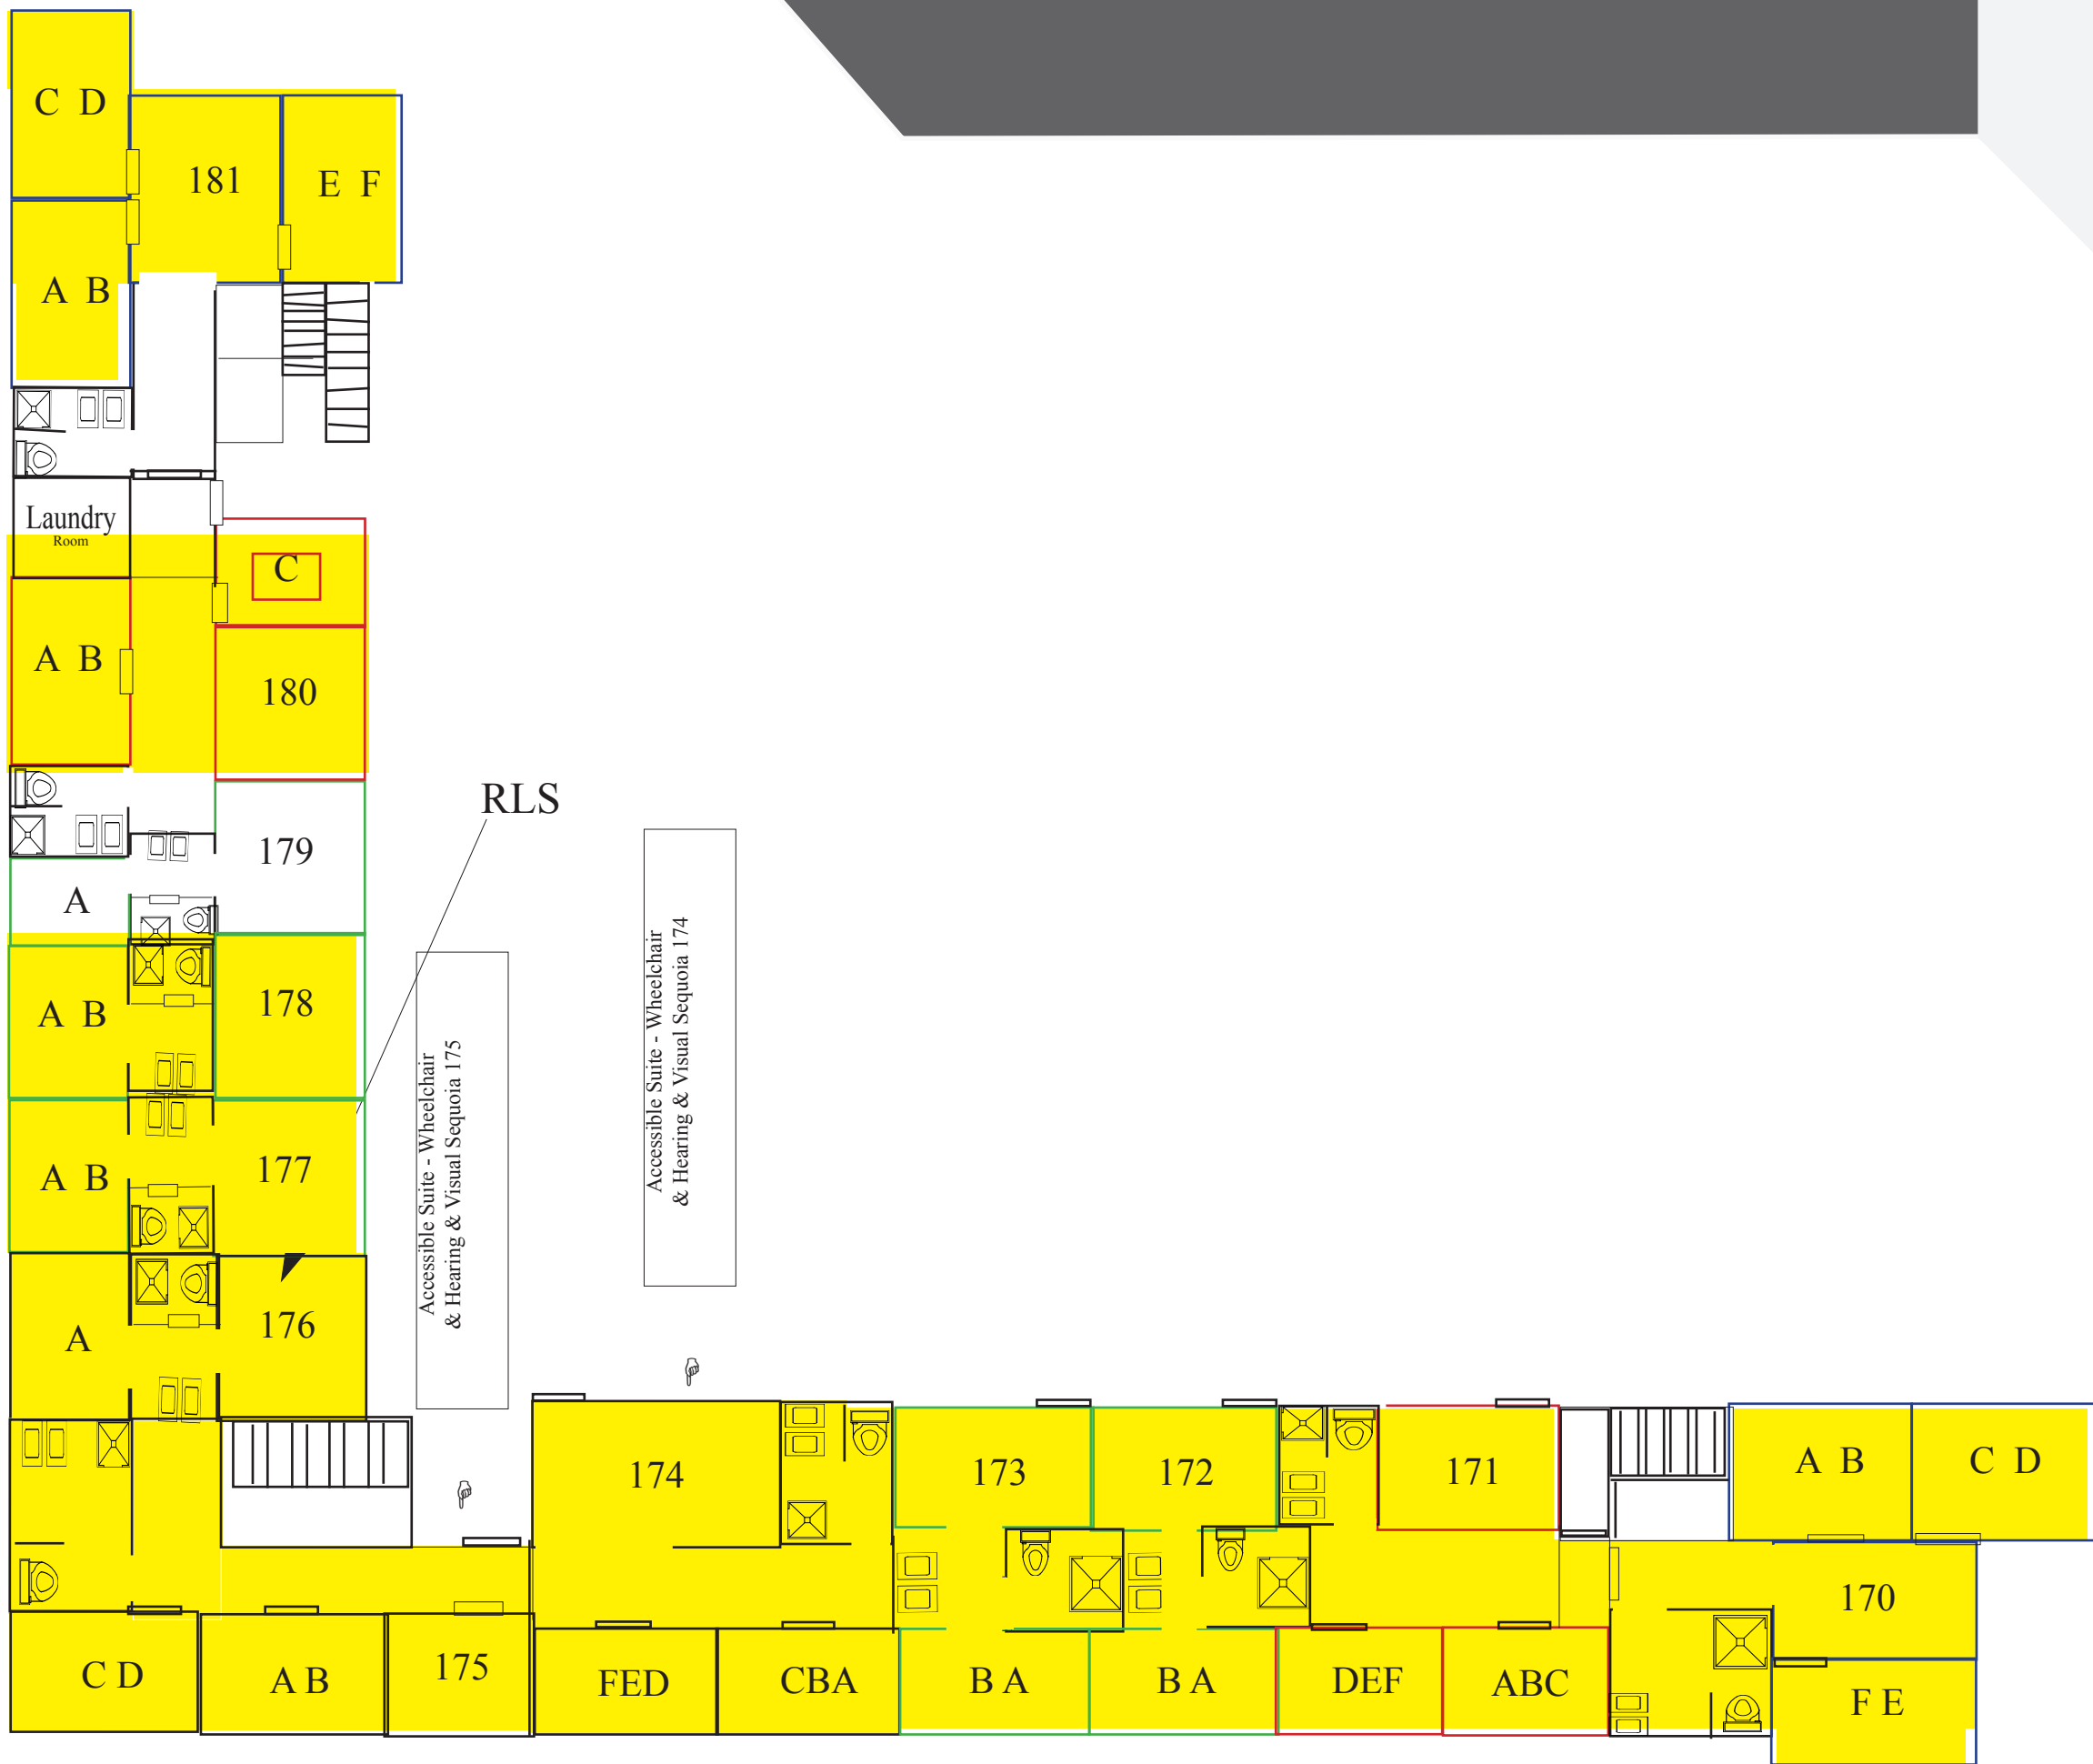 C D
181
E F
A B
Laundry
Room
C
A B
180
RLS
179
A
A B
178
Accessible Suite - Wheelchair
& Hearing & Visual Sequoia 174
Accessible Suite - Wheelchair
& Hearing & Visual Sequoia 175
A B
177
A
176
174
173
172
171
A B
C D
170
C D
A B
175
FED
CBA
B A
B A
DEF
ABC
F E